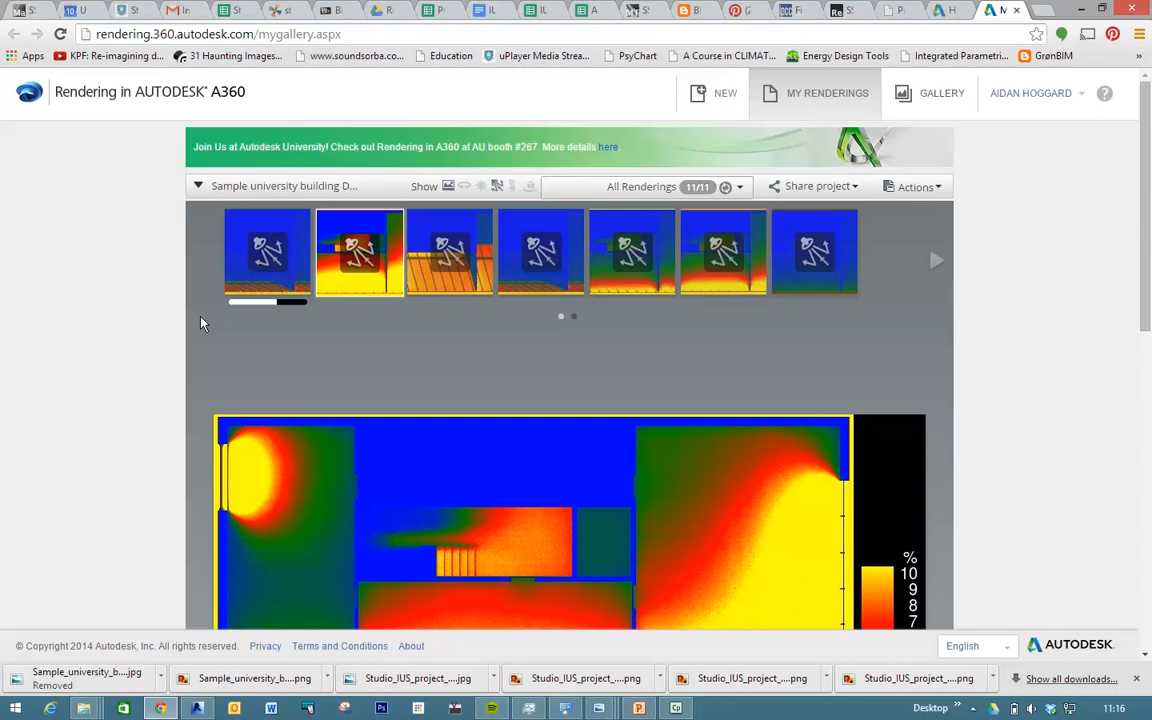 rendering.360.autodesk.com/mygallery.aspx
Apps
KPF: Re-imagining d...
31 Haunting Images...
www.soundsorba.co...
Education
uPlayer Media Strea...
PsyChart
A Course in CLIMAT...
Energy Design Tools
Integrated Parametri...
GrønBIM
Rendering in AUTODESK® A360
NEW
MY RENDERINGS
GALLERY
AIDAN HOGGARD
Join Us at Autodesk University! Check out Rendering in A360 at AU booth #267. More details here
Sample university building D...
Show
All Renderings 11/11
Share project
Actions
%
10
9
8
7
© Copyright 2014 Autodesk, Inc. All rights reserved.
Privacy
Terms and Conditions
About
English
AUTODESK.
Sample_university_b....jpg
Removed
Sample_university_b....png
Studio_IUS_project_....jpg
Studio_IUS_project_....png
Studio_IUS_project_....png
Studio_IUS_project_....png
Show all downloads...
Desktop
11:16